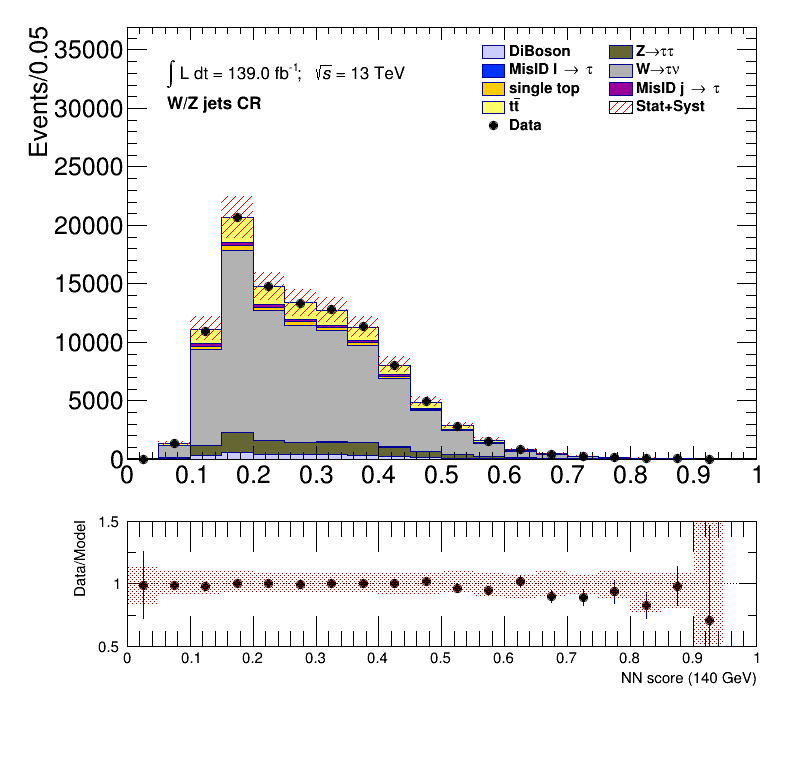 Events/0.05
35000
30000
25000
20000
15000
10000
5000
0
∫ L dt = 139.0 fb⁻¹; √s = 13 TeV
W/Z jets CR
DiBoson
MisID l → τ
single top
tt̄
Data
Z→ττ
W→τν
MisID j → τ
Stat+Syst
0 0.1 0.2 0.3 0.4 0.5 0.6 0.7 0.8 0.9 1
Data/Model
1.5
1
0.5
0 0.1 0.2 0.3 0.4 0.5 0.6 0.7 0.8 0.9 1
NN score (140 GeV)